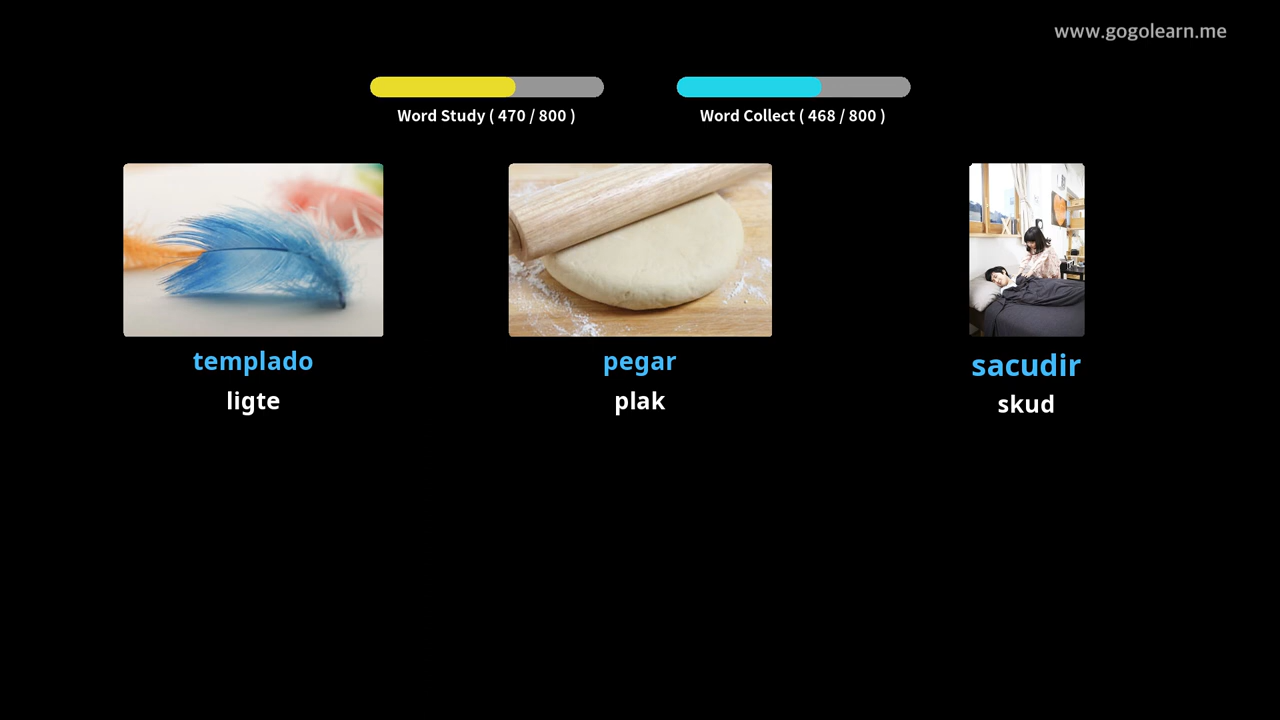 www.gogolearn.me
Word Study ( 470 / 800 )
Word Collect ( 468 / 800 )
templado
ligte
pegar
plak
sacudir
skud